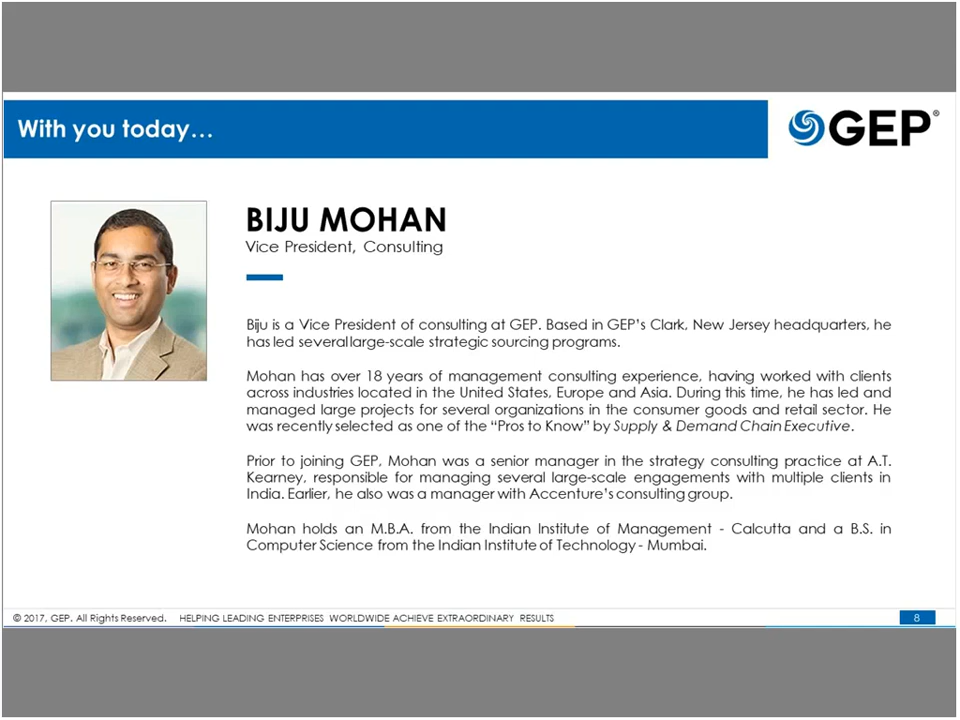 With you today…
GEP®
BIJU MOHAN
Vice President, Consulting
Biju is a Vice President of consulting at GEP. Based in GEP's Clark, New Jersey headquarters, he
has led several large-scale strategic sourcing programs.
Mohan has over 18 years of management consulting experience, having worked with clients
across industries located in the United States, Europe and Asia. During this time, he has led and
managed large projects for several organizations in the consumer goods and retail sector. He
was recently selected as one of the “Pros to Know” by Supply & Demand Chain Executive.
Prior to joining GEP, Mohan was a senior manager in the strategy consulting practice at A.T.
Kearney, responsible for managing several large-scale engagements with multiple clients in
India. Earlier, he also was a manager with Accenture's consulting group.
Mohan holds an M.B.A. from the Indian Institute of Management - Calcutta and a B.S. in
Computer Science from the Indian Institute of Technology - Mumbai.
© 2017, GEP. All Rights Reserved. HELPING LEADING ENTERPRISES WORLDWIDE ACHIEVE EXTRAORDINARY RESULTS
8